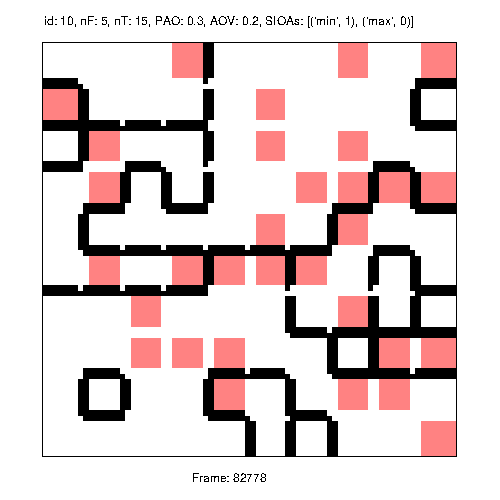 id: 10, nF: 5, nT: 15, PAO: 0.3, AOV: 0.2, SIOAs: [('min', 1), ('max', 0)]
Frame: 82778